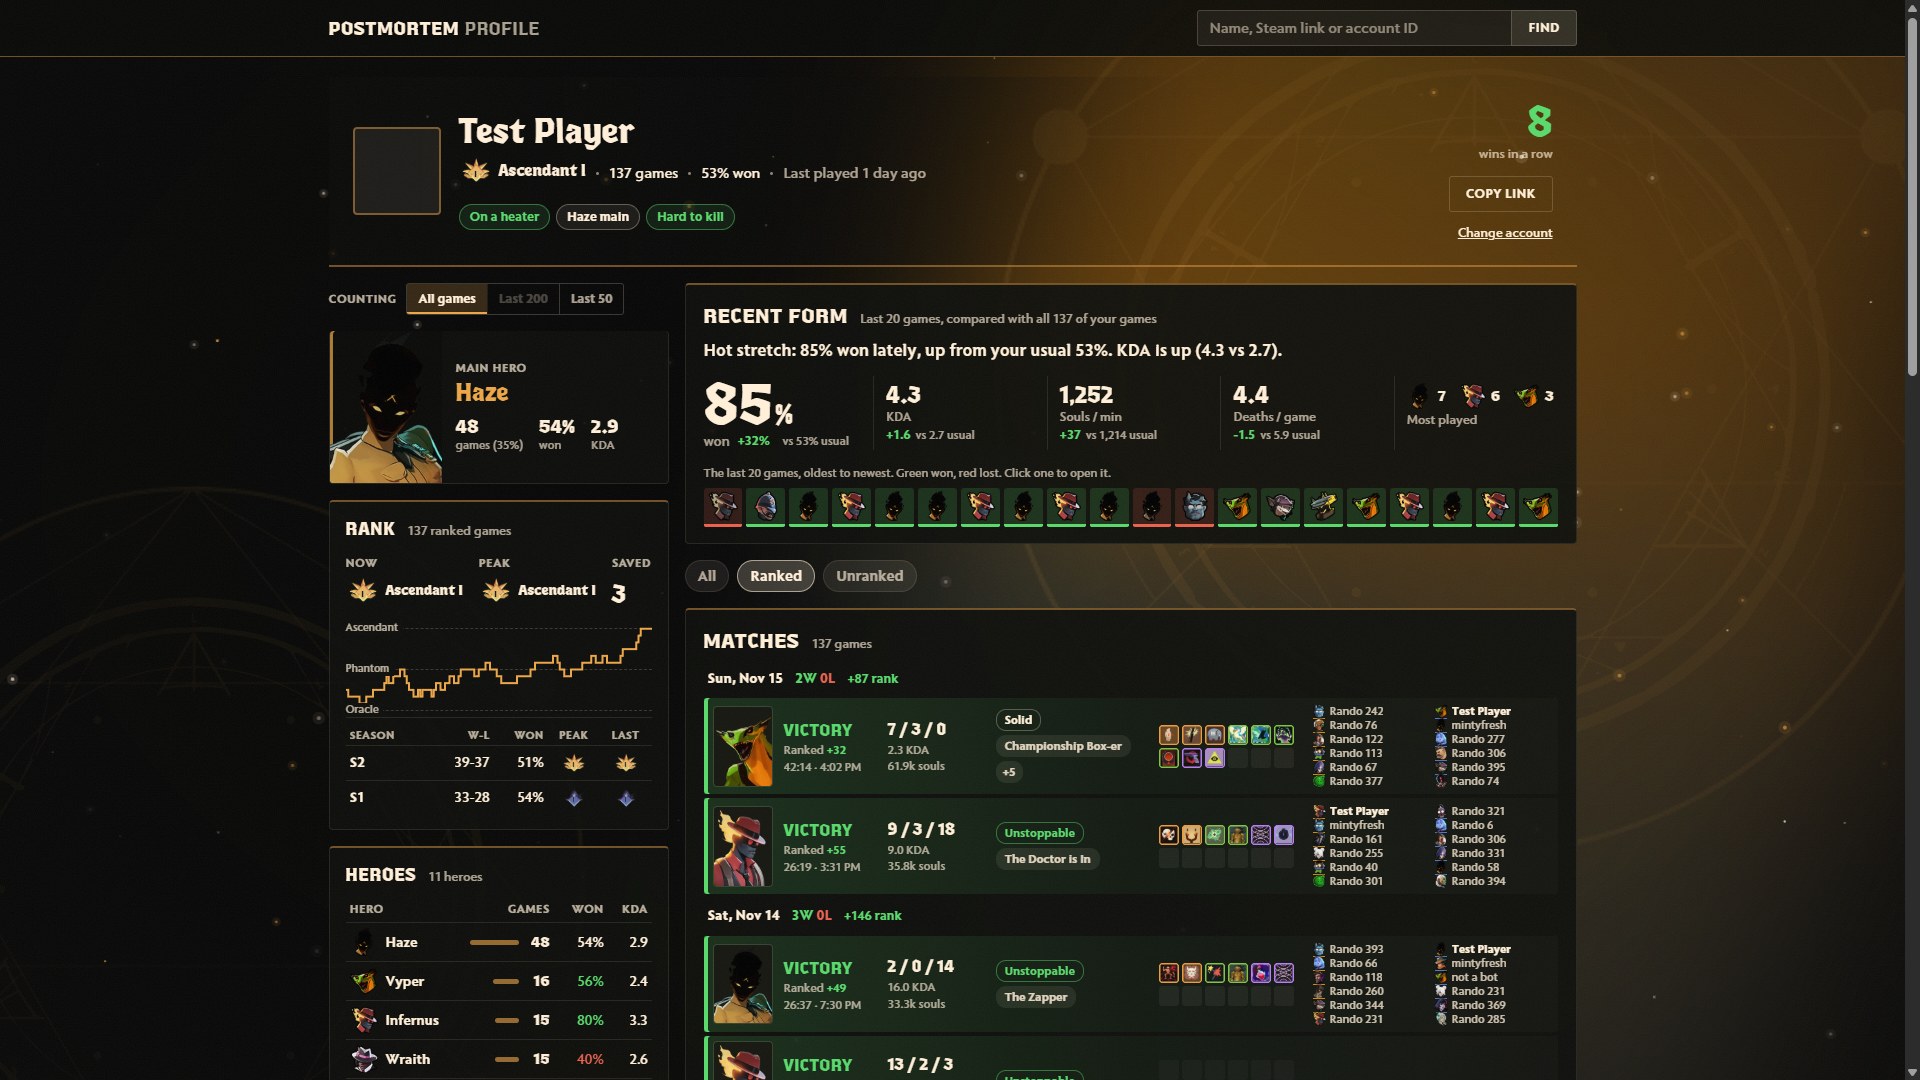 POSTMORTEM PROFILE
Name, Steam link or account ID
FIND
Test Player
Ascendant I · 137 games · 53% won · Last played 1 day ago
On a heater
Haze main
Hard to kill
8
wins in a row
COPY LINK
Change account
COUNTING
All games
Last 200
Last 50
MAIN HERO
Haze
48 54% 2.9
games (35%) won KDA
RANK 137 ranked games
NOW PEAK SAVED
Ascendant I Ascendant I 3
Ascendant
Phantom
Oracle
SEASON W-L WON PEAK LAST
S2 39-37 51%
S1 33-28 54%
HEROES 11 heroes
HERO GAMES WON KDA
Haze 48 54% 2.9
Vyper 16 56% 2.4
Infernus 15 80% 3.3
Wraith 15 40% 2.6
RECENT FORM Last 20 games, compared with all 137 of your games
Hot stretch: 85% won lately, up from your usual 53%. KDA is up (4.3 vs 2.7).
85%
won +32% vs 53% usual
4.3
KDA
+1.6 vs 2.7 usual
1,252
Souls / min
+37 vs 1,214 usual
4.4
Deaths / game
-1.5 vs 5.9 usual
7 6 3
Most played
The last 20 games, oldest to newest. Green won, red lost. Click one to open it.
All
Ranked
Unranked
MATCHES 137 games
Sun, Nov 15 2W 0L +87 rank
VICTORY
Ranked +32
42:14 · 4:02 PM
7 / 3 / 0
2.3 KDA
61.9k souls
Solid
Championship Box-er
+5
Rando 242
Rando 76
Rando 122
Rando 113
Rando 67
Rando 377
Test Player
mintyfresh
Rando 277
Rando 306
Rando 395
Rando 74
VICTORY
Ranked +55
26:19 · 3:31 PM
9 / 3 / 18
9.0 KDA
35.8k souls
Unstoppable
The Doctor is In
Test Player
mintyfresh
Rando 161
Rando 255
Rando 40
Rando 301
Rando 321
Rando 6
Rando 306
Rando 331
Rando 58
Rando 394
Sat, Nov 14 3W 0L +146 rank
VICTORY
Ranked +49
26:37 · 7:30 PM
2 / 0 / 14
16.0 KDA
33.3k souls
Unstoppable
The Zapper
Rando 393
Rando 66
Rando 118
Rando 260
Rando 344
Rando 231
Test Player
mintyfresh
not a bot
Rando 231
Rando 369
Rando 285
VICTORY
13 / 2 / 3
Unstoppable